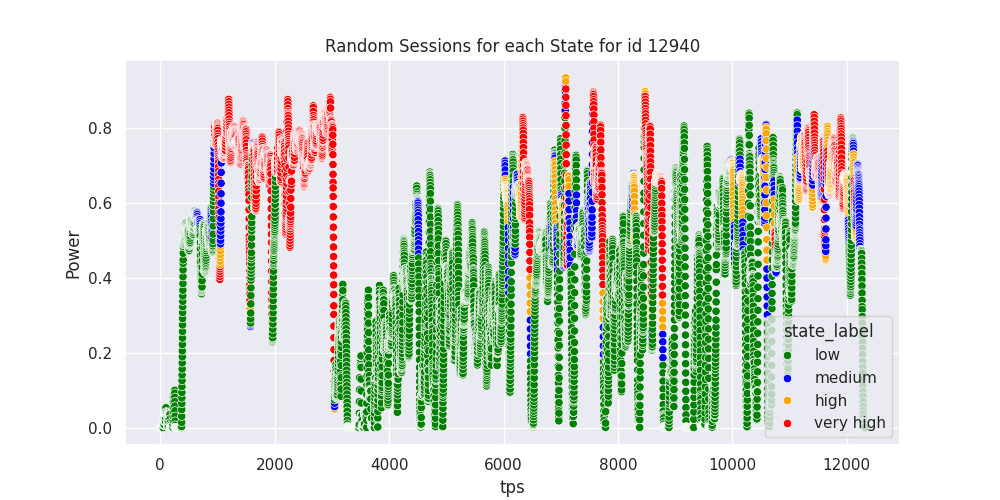 Random Sessions for each State for id 12940
Power
0.8
0.6
0.4
0.2
0.0
0
2000
4000
6000
8000
10000
12000
tps
state_label
low
medium
high
very high